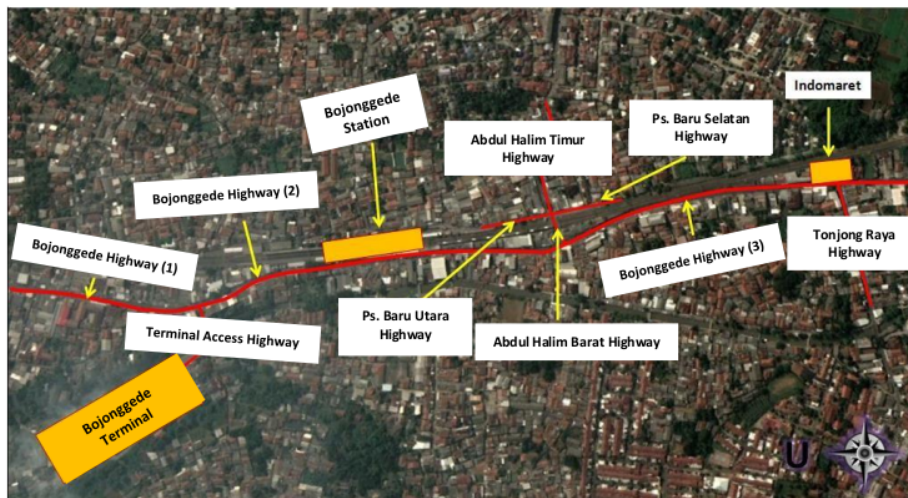 Indomaret
Bojonggede
Station
Ps. Baru Selatan
Highway
Abdul Halim Timur
Highway
Bojonggede Highway (2)
Bojonggede Highway (1)
Tonjong Raya
Highway
Bojonggede Highway (3)
Ps. Baru Utara
Highway
Terminal Access Highway
Abdul Halim Barat Highway
Bojonggede
Terminal
U